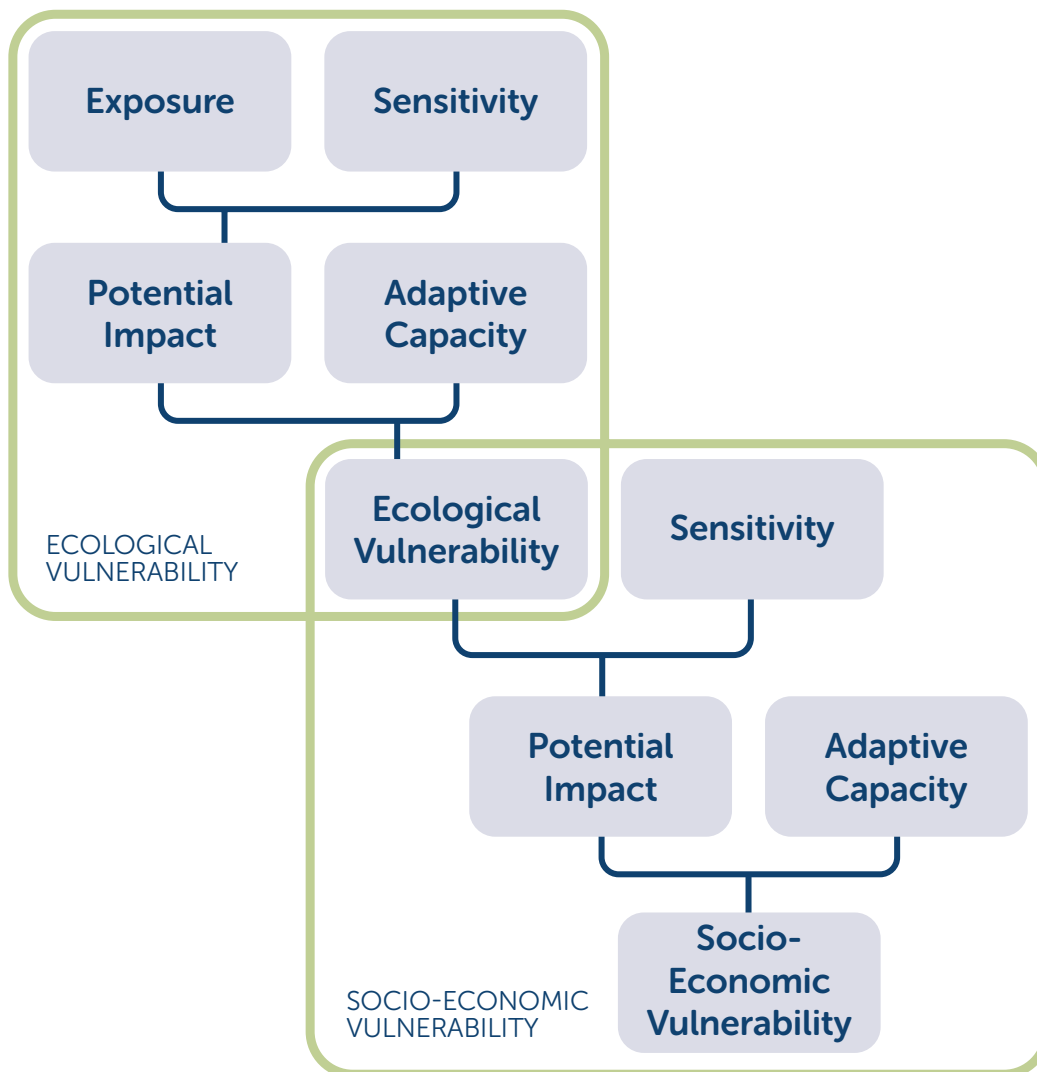 Exposure
Sensitivity
Potential
Impact
Adaptive
Capacity
Ecological
Vulnerability
ECOLOGICAL
VULNERABILITY
Sensitivity
Potential
Impact
Adaptive
Capacity
Socio-
Economic
Vulnerability
SOCIO-ECONOMIC
VULNERABILITY